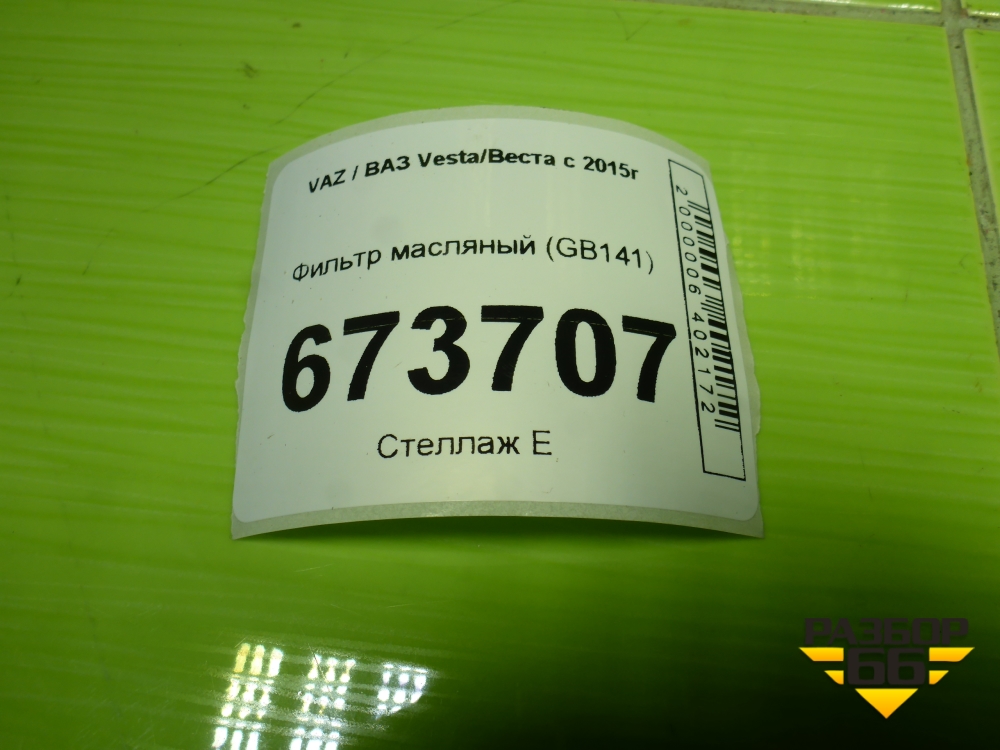 VAZ / ВАЗ Vesta/Веста с 2015г
Фильтр масляный (GB141)
673707
Стеллаж Е
2000006402172
РАЗБОР
66